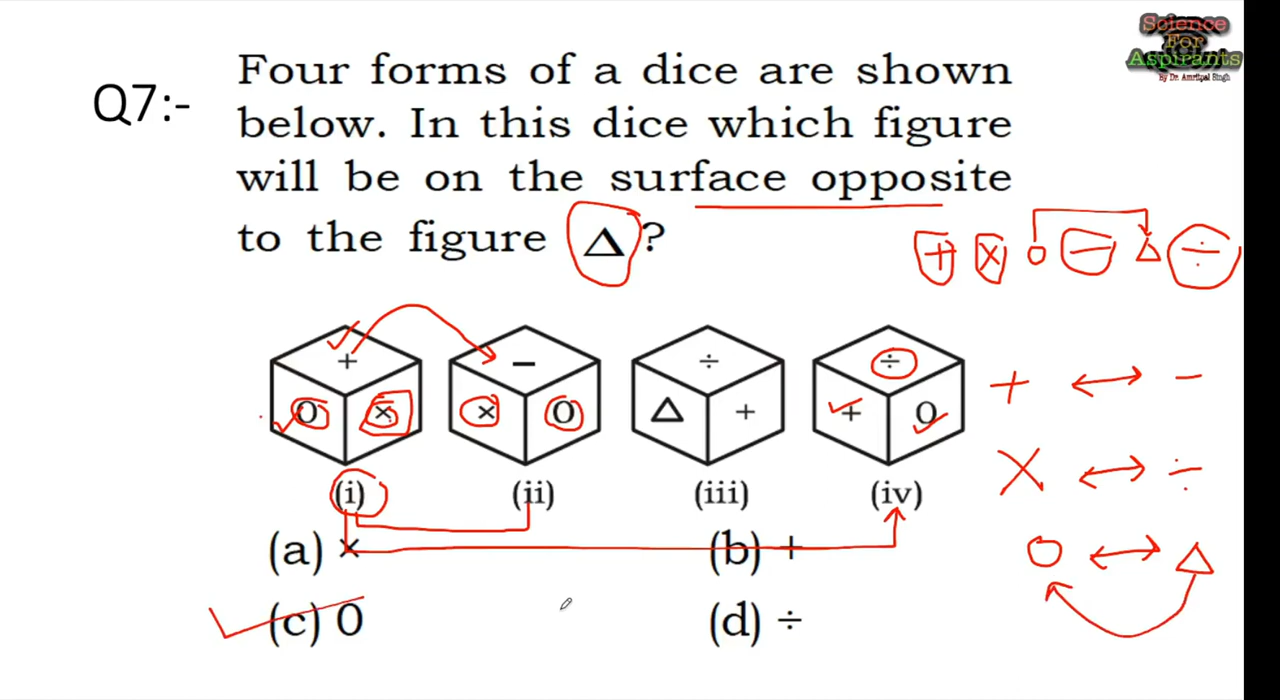 Science
For
Aspirants
By Dr. Amritpal Singh
Q7:-
Four forms of a dice are shown
below. In this dice which figure
will be on the surface opposite
to the figure Δ?
+ × O − Δ ÷
+ − ÷ ÷
O × × O Δ + + O
(i) (ii) (iii) (iv)
+ ↔ −
× ↔ ÷
O ↔ Δ
(a) × (b) +
(c) O (d) ÷